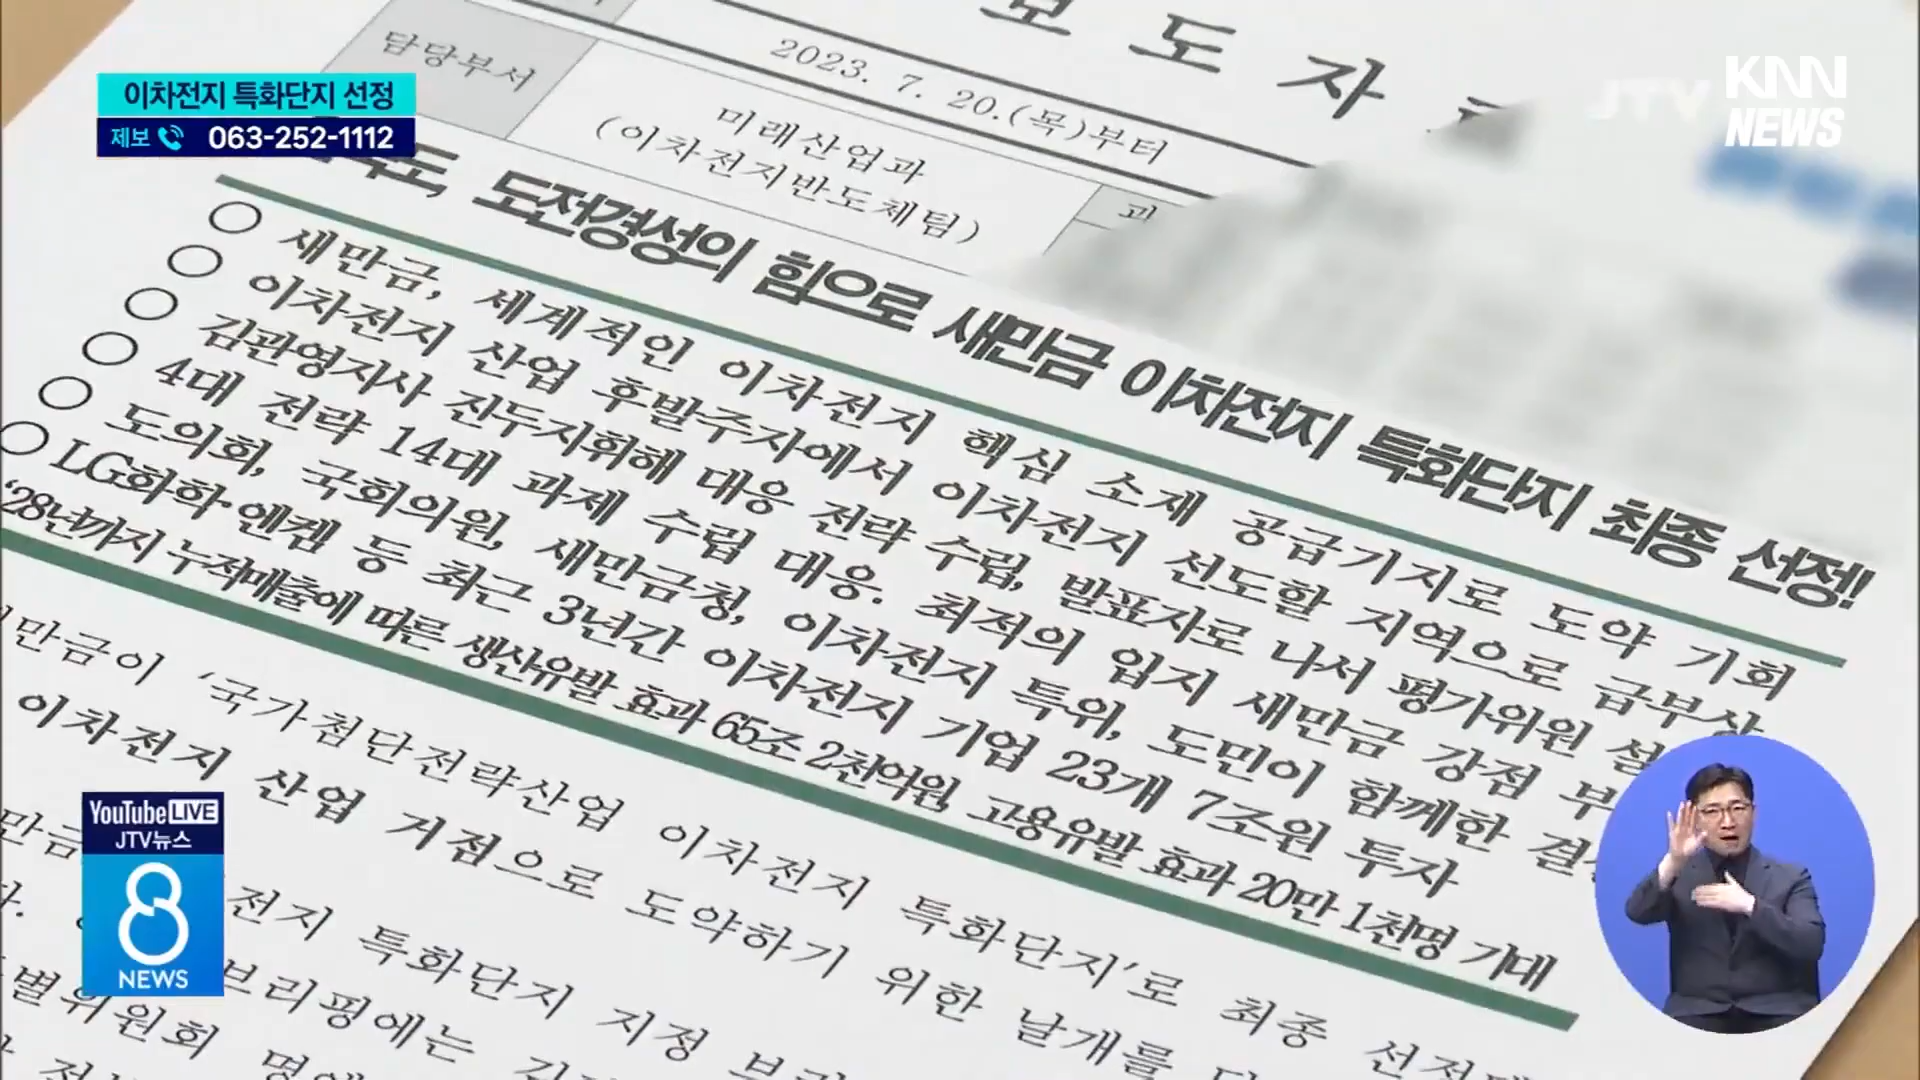 이차전지 특화단지 선정
제보 063-252-1112
JTV KNN
NEWS
보 도 자
2023. 7. 20.(목)부터
담당부서
미래산업과
(이차전지반도체팀)
도전경성의 힘으로 새만금 이차전지 특화단지 최종 선정!
○ 새만금, 세계적인 이차전지 핵심 소재 공급기지로 도약 기회
○ 이차전지 산업 후발주자에서 이차전지 선도할 지역으로 급부상
○ 김관영지사 진두지휘해 대응 전략 수립, 발표자로 나서 평가위원 설
○ 4대 전략 14대 과제 수립 대응. 최적의 입지 새만금 강점 부
○ 도의회, 국회의원, 새만금청, 이차전지 특위, 도민이 함께한 결
○ LG화학·엔켐 등 최근 3년간 이차전지 기업 23개 7조원 투자
'28년까지 누적매출에 따른 생산유발 효과 65조 2천억원, 고용유발 효과 20만 1천명 기대
만금이 '국가첨단전략산업 이차전지 특화단지'로 최종 선정
이차전지 산업 거점으로 도약하기 위한 날개를
만금 전지 특화단지 지정
브리핑에는
별위원회
YouTube LIVE
JTV뉴스
8
NEWS